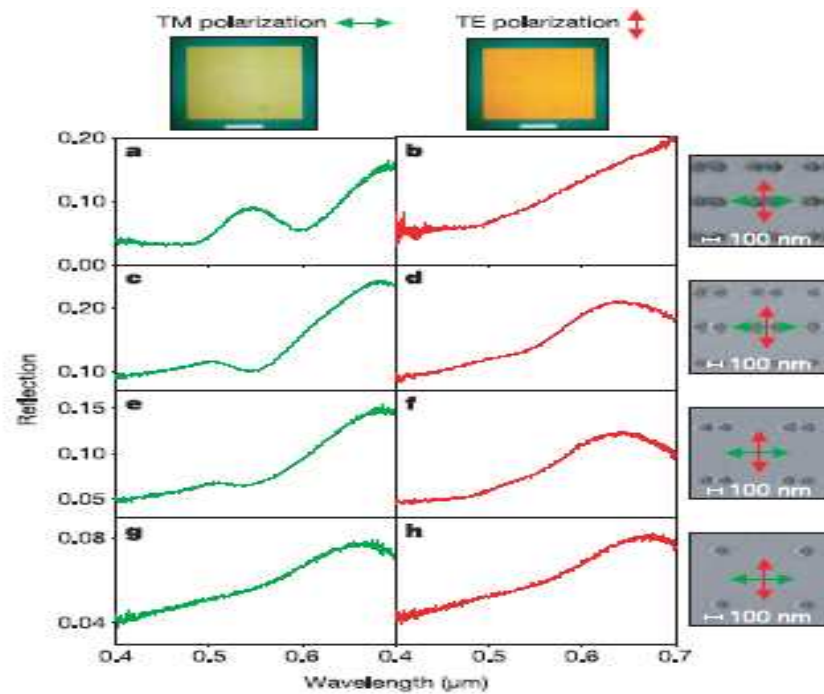 TM polarization TE polarization
0.20 a b
0.10
0.00
100 nm
c d
0.20
0.10
100 nm
0.15 e f
0.10
0.05
100 nm
0.08 g h
0.04
100 nm
Reflection
0.4 0.5 0.6 0.4 0.5 0.6 0.7
Wavelength (μm)